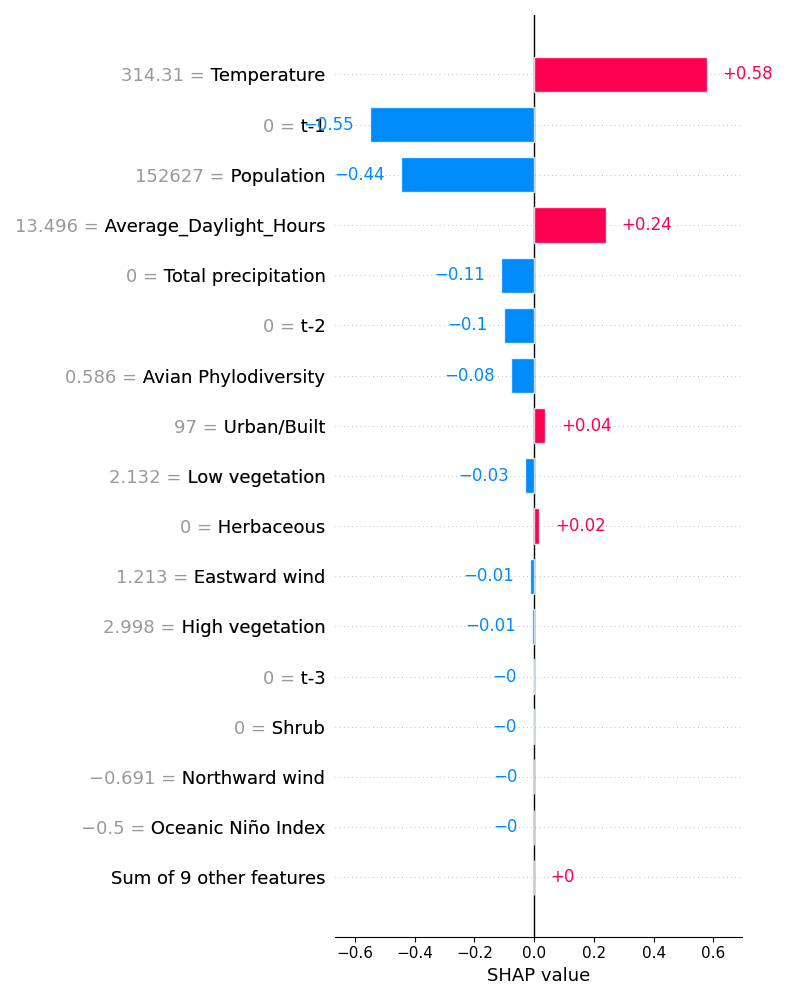 314.31 = Temperature +0.58
0 = t-1 −0.55
152627 = Population −0.44
13.496 = Average_Daylight_Hours +0.24
0 = Total precipitation −0.11
0 = t-2 −0.1
0.586 = Avian Phylodiversity −0.08
97 = Urban/Built +0.04
2.132 = Low vegetation −0.03
0 = Herbaceous +0.02
1.213 = Eastward wind −0.01
2.998 = High vegetation −0.01
0 = t-3 −0
0 = Shrub −0
−0.691 = Northward wind −0
−0.5 = Oceanic Niño Index −0
Sum of 9 other features +0
−0.6 −0.4 −0.2 0.0 0.2 0.4 0.6
SHAP value